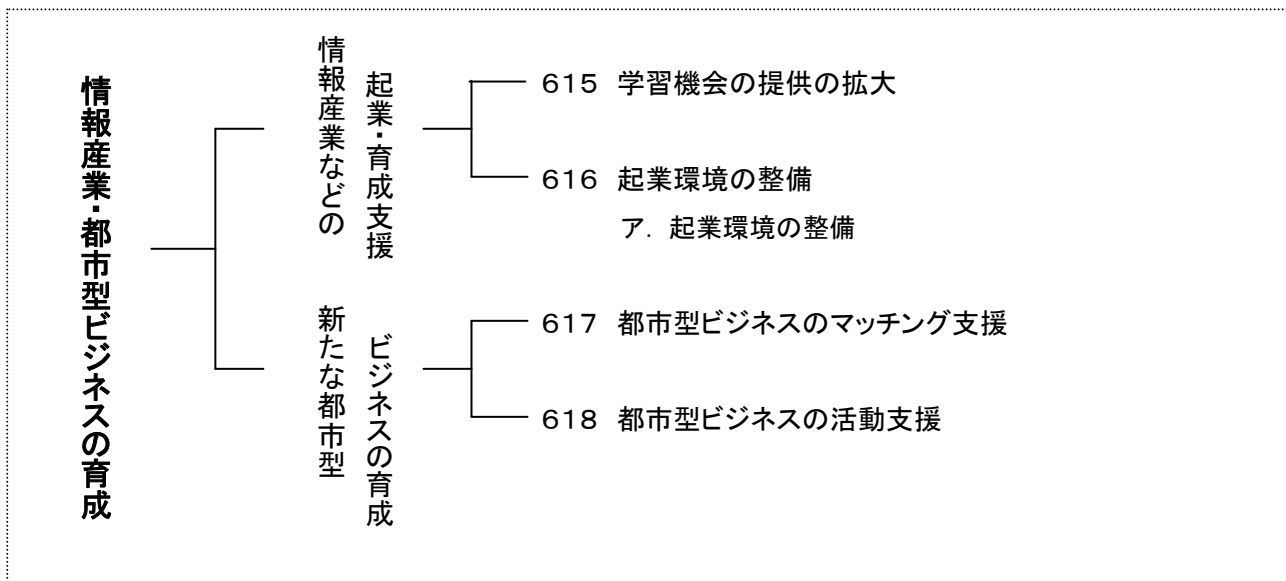 情報産業・都市型ビジネスの育成
情報産業などの
起業・育成支援
615 学習機会の提供の拡大
616 起業環境の整備
ア. 起業環境の整備
新たな都市型
ビジネスの育成
617 都市型ビジネスのマッチング支援
618 都市型ビジネスの活動支援